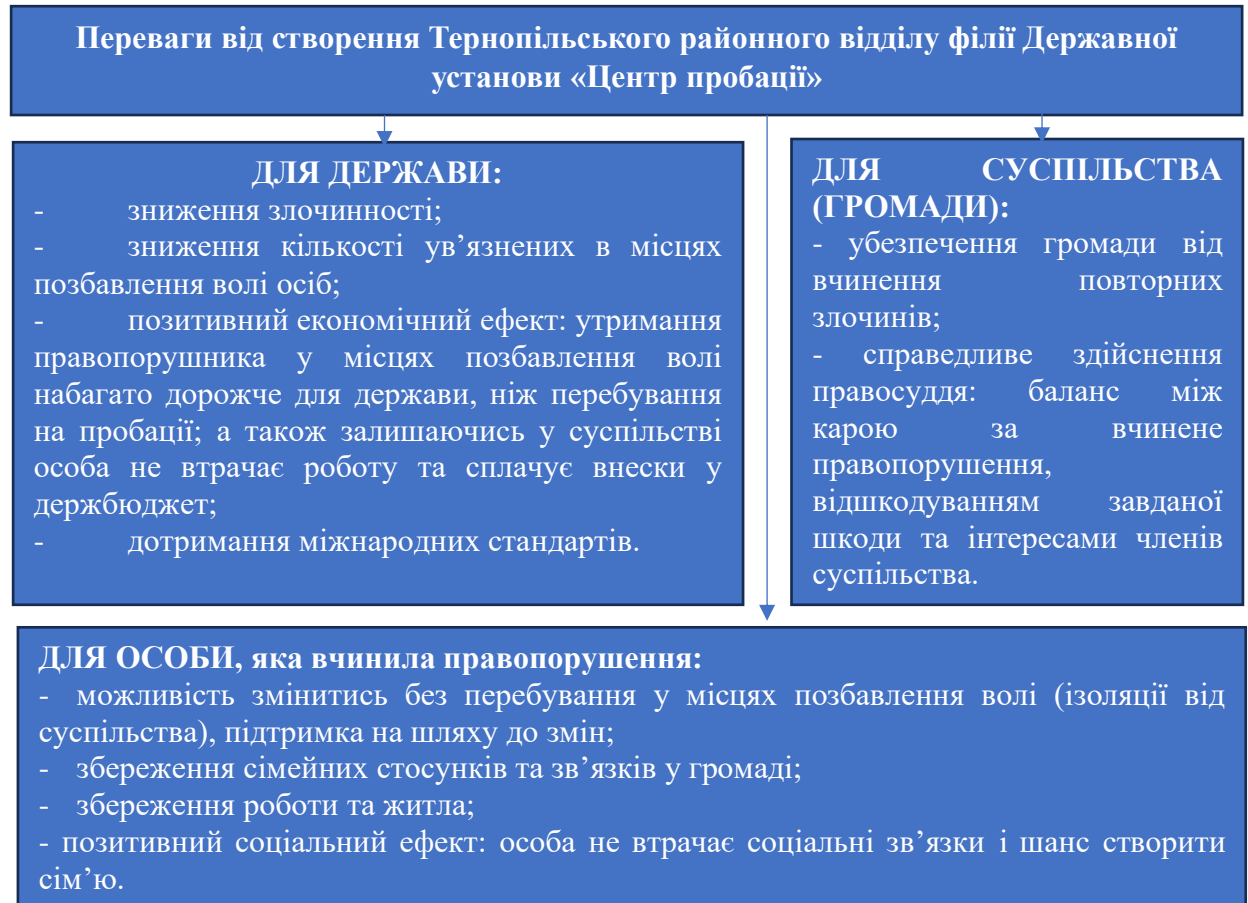 Переваги від створення Тернопільського районного відділу філії Державної
установи «Центр пробації»
ДЛЯ ДЕРЖАВИ:
- зниження злочинності;
- зниження кількості ув’язнених в місцях
позбавлення волі осіб;
- позитивний економічний ефект: утримання
правопорушника у місцях позбавлення волі
набагато дорожче для держави, ніж перебування
на пробації; а також залишаючись у суспільстві
особа не втрачає роботу та сплачує внески у
держбюджет;
- дотримання міжнародних стандартів.
ДЛЯ СУСПІЛЬСТВА
(ГРОМАДИ):
- убезпечення громади від
вчинення повторних
злочинів;
- справедливе здійснення
правосуддя: баланс між
карою за вчинене
правопорушення,
відшкодуванням завданої
шкоди та інтересами членів
суспільства.
ДЛЯ ОСОБИ, яка вчинила правопорушення:
- можливість змінитись без перебування у місцях позбавлення волі (ізоляції від
суспільства), підтримка на шляху до змін;
- збереження сімейних стосунків та зв’язків у громаді;
- збереження роботи та житла;
- позитивний соціальний ефект: особа не втрачає соціальні зв’язки і шанс створити
сім’ю.